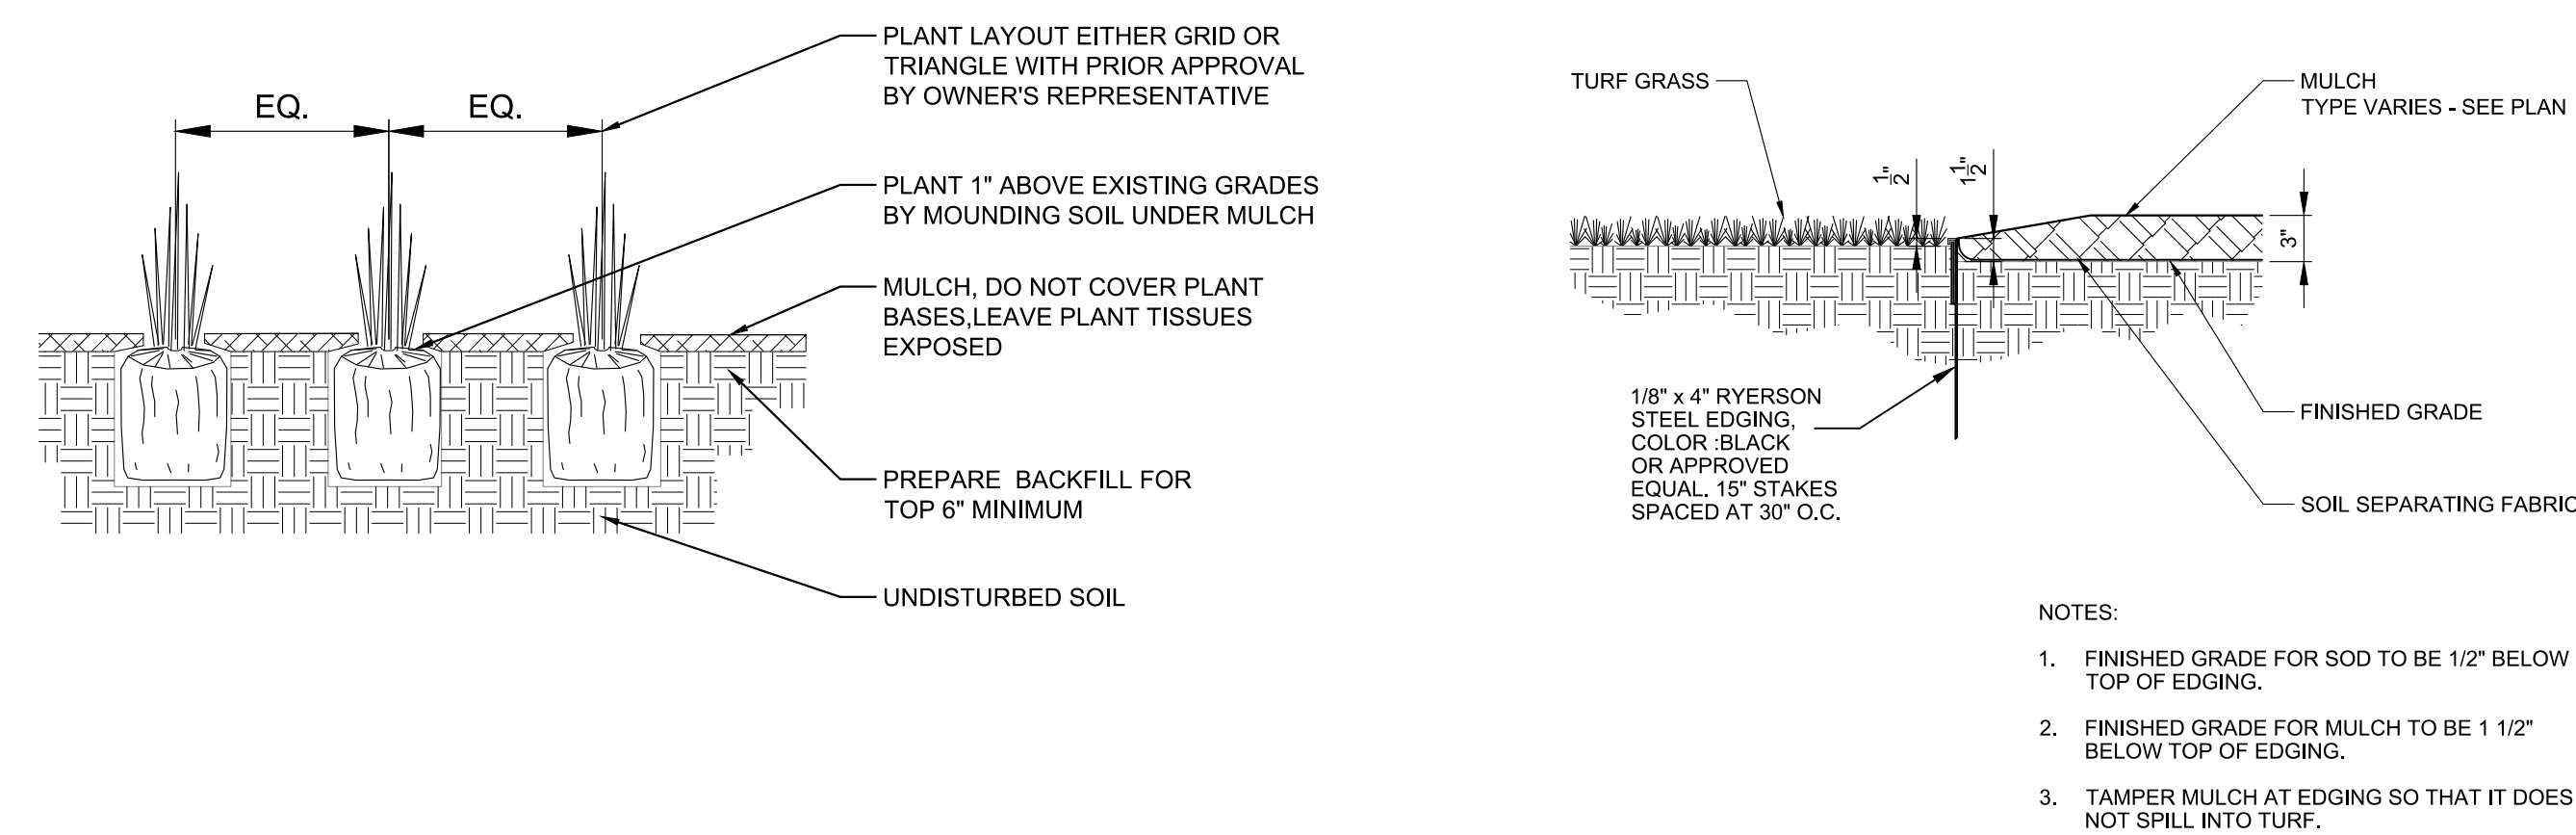 EQ.
EQ.
PLANT LAYOUT EITHER GRID OR
TRIANGLE WITH PRIOR APPROVAL
BY OWNER'S REPRESENTATIVE
PLANT 1" ABOVE EXISTING GRADES
BY MOUNDING SOIL UNDER MULCH
MULCH, DO NOT COVER PLANT
BASES,LEAVE PLANT TISSUES
EXPOSED
PREPARE BACKFILL FOR
TOP 6" MINIMUM
UNDISTURBED SOIL
TURF GRASS
MULCH
TYPE VARIES - SEE PLAN
1/2"
1 1/2"
3"
1/8" x 4" RYERSON
STEEL EDGING,
COLOR :BLACK
OR APPROVED
EQUAL. 15" STAKES
SPACED AT 30" O.C.
FINISHED GRADE
SOIL SEPARATING FABRIC
NOTES:
1. FINISHED GRADE FOR SOD TO BE 1/2" BELOW
TOP OF EDGING.
2. FINISHED GRADE FOR MULCH TO BE 1 1/2"
BELOW TOP OF EDGING.
3. TAMPER MULCH AT EDGING SO THAT IT DOES
NOT SPILL INTO TURF.